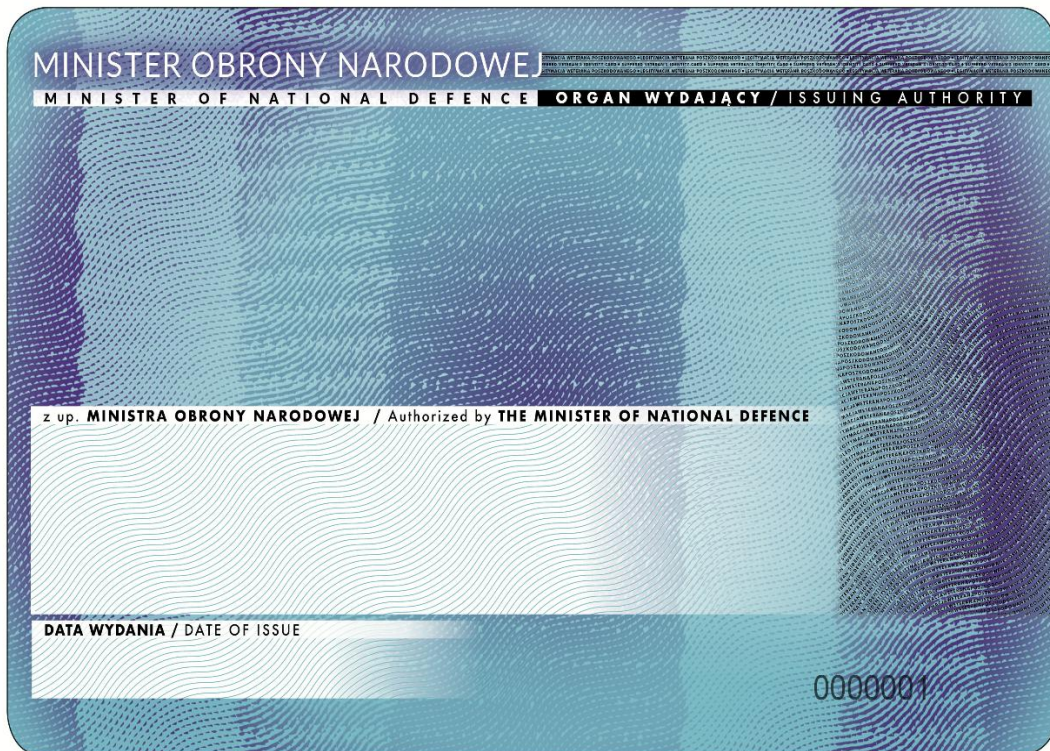 MINISTER OBRONY NARODOWEJ
MINISTER OF NATIONAL DEFENCE ORGAN WYDAJĄCY / ISSUING AUTHORITY
z up. MINISTRA OBRONY NARODOWEJ / Authorized by THE MINISTER OF NATIONAL DEFENCE
DATA WYDANIA / DATE OF ISSUE
0000001